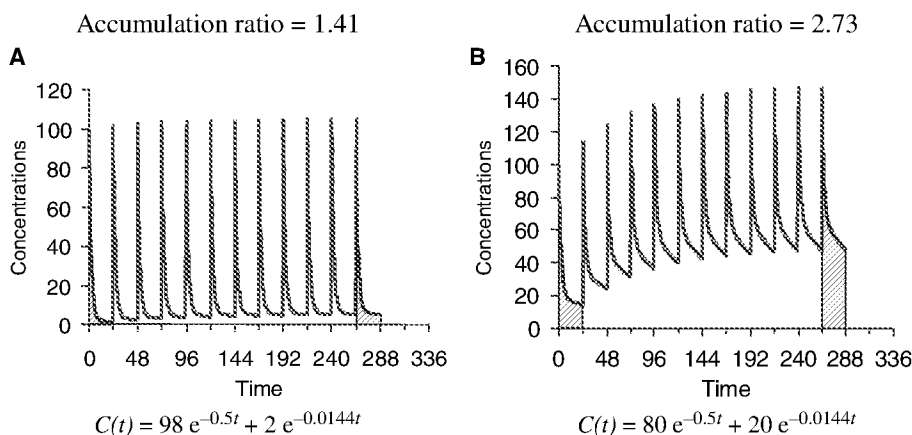 Accumulation ratio = 1.41
A
120
100
80
60
40
20
0
Concentrations
0 48 96 144 192 240 288 336
Time
C(t) = 98 e^{-0.5t} + 2 e^{-0.0144t}
Accumulation ratio = 2.73
B
160
140
120
100
80
60
40
20
0
Concentrations
0 48 96 144 192 240 288 336
Time
C(t) = 80 e^{-0.5t} + 20 e^{-0.0144t}